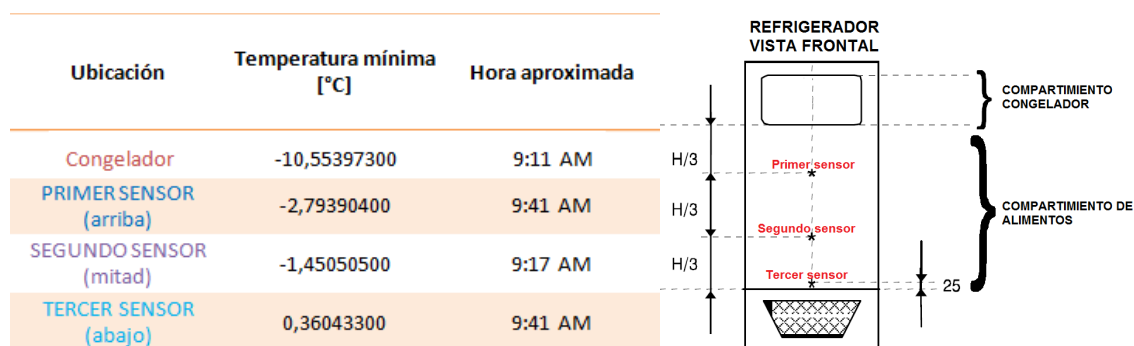 Ubicación
Temperatura mínima
[°C]
Hora aproximada
Congelador
-10,55397300
9:11 AM
PRIMER SENSOR
(arriba)
-2,79390400
9:41 AM
SEGUNDO SENSOR
(mitad)
-1,45050500
9:17 AM
TERCER SENSOR
(abajo)
0,36043300
9:41 AM
REFRIGERADOR
VISTA FRONTAL
COMPARTIMIENTO
CONGELADOR
H/3
Primer sensor
H/3
COMPARTIMIENTO DE
ALIMENTOS
Segundo sensor
H/3
Tercer sensor
25